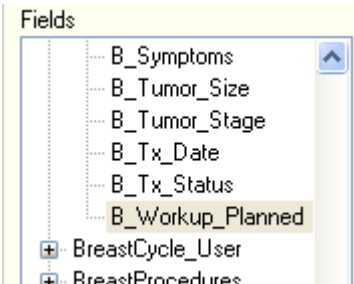 Fields
B_Symptoms
B_Tumor_Size
B_Tumor_Stage
B_Tx_Date
B_Tx_Status
B_Workup_Planned
BreastCycle_User
BreastProcedures